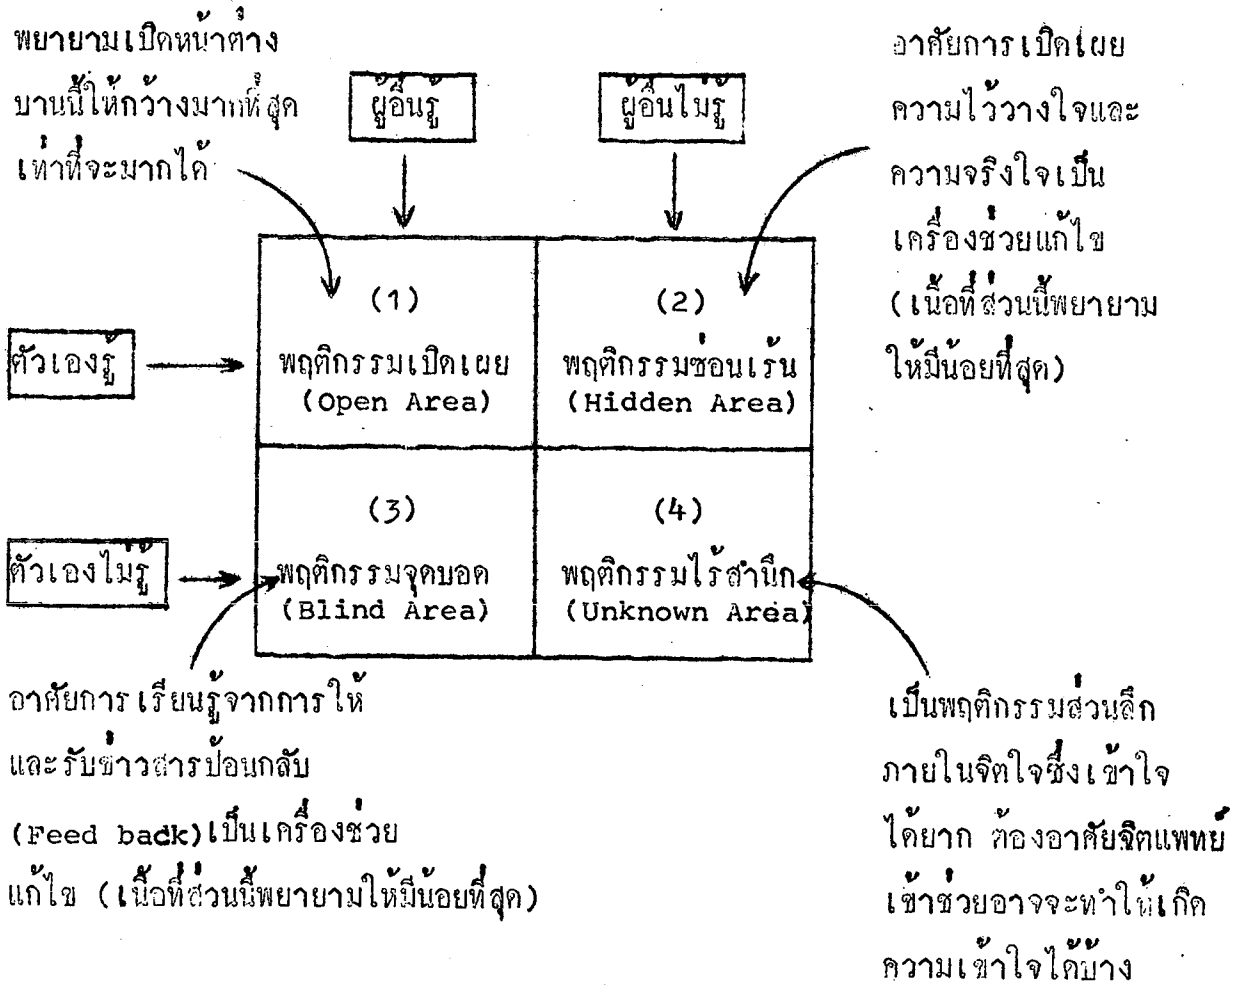 พยายามเปิดหน้าต่าง
บานนี้ให้กว้างมากที่สุด
เท่าที่จะมากได้
ผู้อื่นรู้
ผู้อื่นไม่รู้
อาศัยการเปิดเผย
ความไว้วางใจและ
ความจริงใจเป็น
เครื่องช่วยแก้ไข
(เนื้อที่ส่วนนี้พยายาม
ให้มีน้อยที่สุด)
ตัวเองรู้
(1)
พฤติกรรมเปิดเผย
(Open Area)
(2)
พฤติกรรมซ่อนเร้น
(Hidden Area)
ตัวเองไม่รู้
(3)
พฤติกรรมจุดบอด
(Blind Area)
(4)
พฤติกรรมไร้สำนึก
(Unknown Area)
อาศัยการเรียนรู้จากการให้
และรับข่าวสารป้อนกลับ
(Feed back)เป็นเครื่องช่วย
แก้ไข (เนื้อที่ส่วนนี้พยายามให้มีน้อยที่สุด)
เป็นพฤติกรรมส่วนลึก
ภายในจิตใจซึ่งเข้าใจ
ได้ยาก ต้องอาศัยจิตแพทย์
เข้าช่วยอาจจะทำให้เกิด
ความเข้าใจได้บ้าง